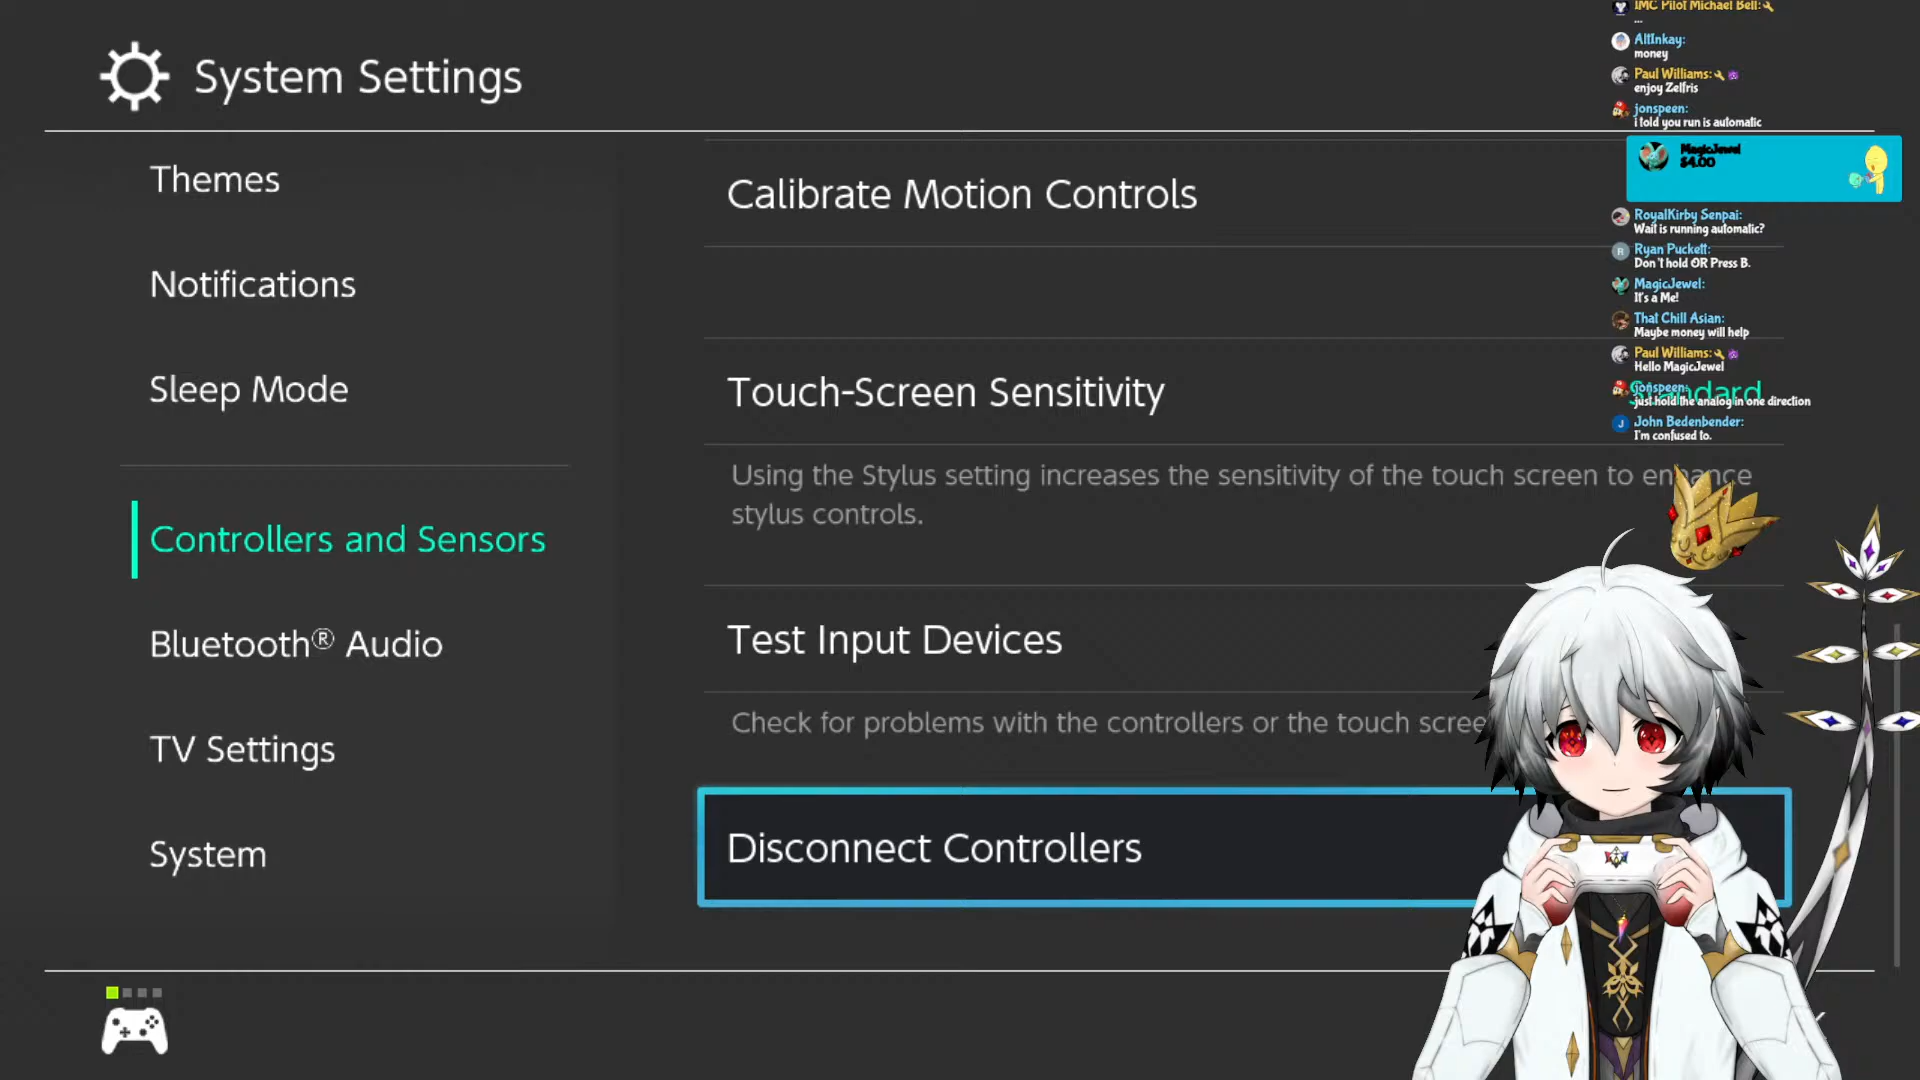 System Settings
Themes
Notifications
Sleep Mode
Controllers and Sensors
Bluetooth® Audio
TV Settings
System
Calibrate Motion Controls
Touch-Screen Sensitivity
Standard
Using the Stylus setting increases the sensitivity of the touch screen to enhance
stylus controls.
Test Input Devices
Check for problems with the controllers or the touch
Disconnect Controllers
IMC Pilot Michael Bell:
...
AltInkay:
money
Paul Williams:
enjoy Zelfris
jonspeen:
i told you run is automatic
MagicJewel
$4.00
RoyalKirby Senpai:
Wait is running automatic?
R
Ryan Puckett:
Don't hold OR Press B.
MagicJewel:
It's a Me!
That Chill Asian:
Maybe money will help
Paul Williams:
Hello MagicJewel
jonspeen:
just hold the analog in one direction
J
John Bedenbender:
I'm confused to.